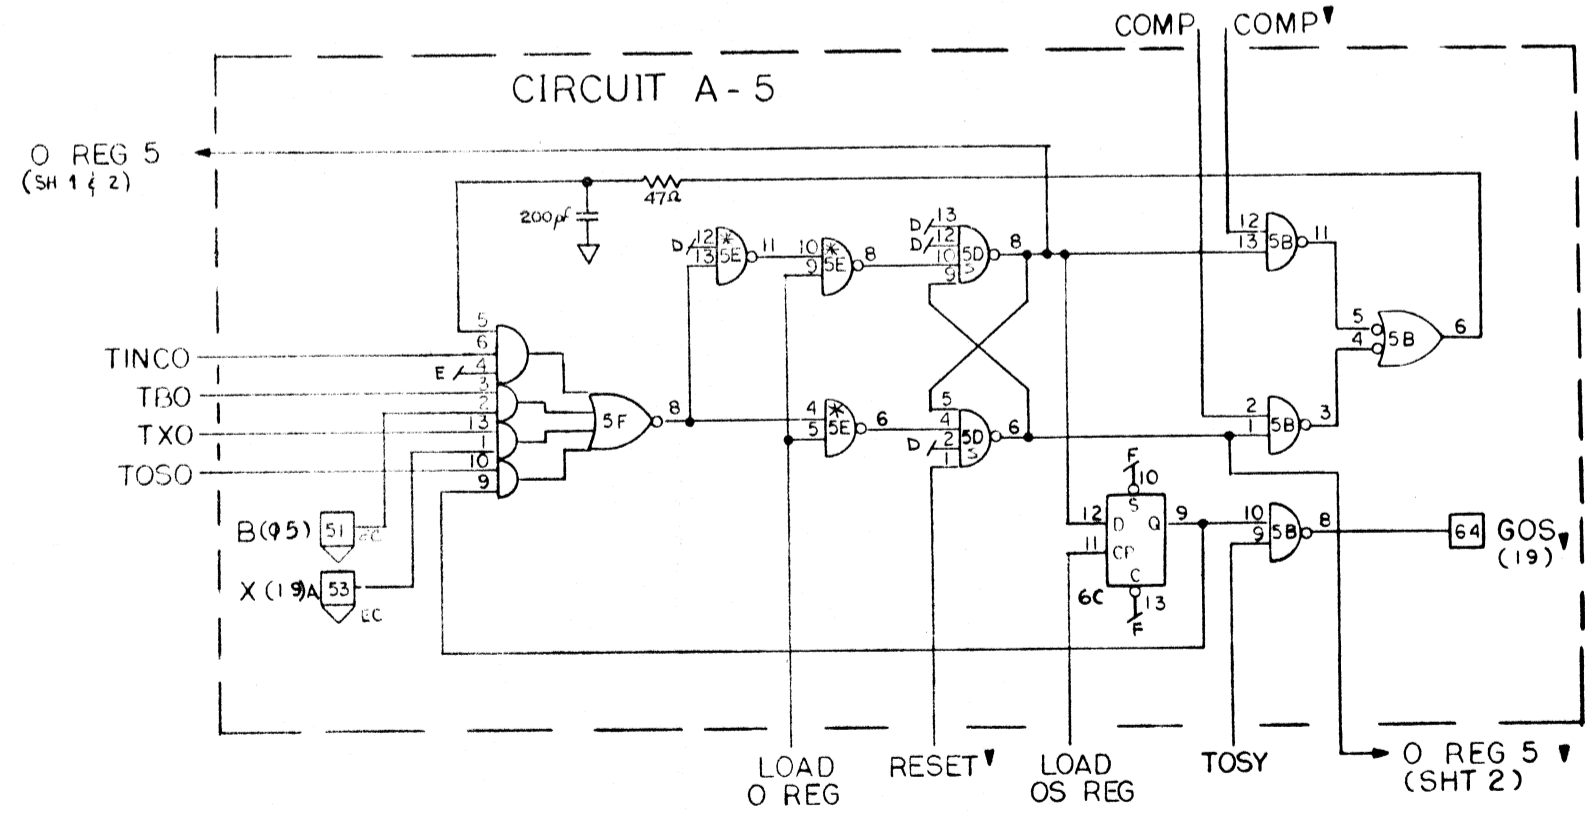 COMP COMP▼
CIRCUIT A-5
O REG 5
(SH 1 & 2)
47Ω
200pf
D 12
13
*
5E
11
10
9
*
5E
8
D 13
D 12
10
9
5D
S
8
12
13
5B
11
5
4
5B
6
5
6
E 4
3
2
13
1
10
9
TINCO
TBO
TXO
TOSO
5F
8
4
5
*
5E
6
5
4
D 2
1
5D
S
6
2
1
5B
3
F
10
S
12 D Q 9
11 CP
C
6C
13
F
10
9
5B
8
64 GOS▼
(19)
B(05) 51
EC
X(19)A 53
EC
LOAD
O REG
RESET▼
LOAD
OS REG
TOSY
O REG 5 ▼
(SHT 2)